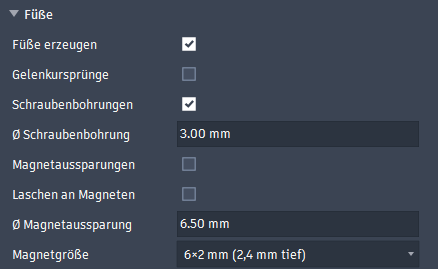 Füße
Füße erzeugen
Gelenkursprünge
Schraubenbohrungen
Ø Schraubenbohrung 3.00 mm
Magnetaussparungen
Laschen an Magneten
Ø Magnetaussparung 6.50 mm
Magnetgröße 6×2 mm (2,4 mm tief)